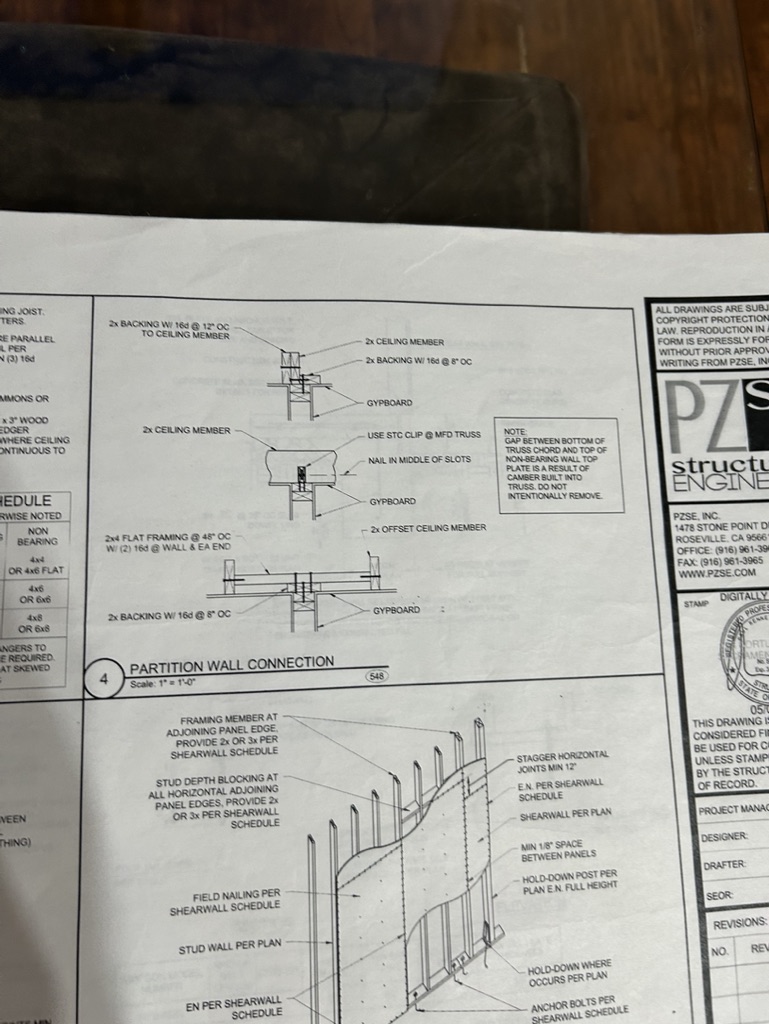 ING JOIST.
TERS.
RE PARALLEL
L PER
N (3) 16d
MMONS OR
x 3" WOOD
EDGER
WHERE CEILING
ONTINUOUS TO
HEDULE
RWISE NOTED
NON
BEARING
4x4
OR 4x6 FLAT
4x6
OR 6x6
4x8
OR 6x8
ANGERS TO
E REQUIRED.
AT SKEWED
WEEN
THING)
2x BACKING W/ 16d @ 12" OC
TO CEILING MEMBER
2x CEILING MEMBER
2x BACKING W/ 16d @ 8" OC
GYPBOARD
2x CEILING MEMBER
USE STC CLIP @ MFD TRUSS
NAIL IN MIDDLE OF SLOTS
GYPBOARD
2x OFFSET CEILING MEMBER
2x4 FLAT FRAMING @ 48" OC
W/ (2) 16d @ WALL & EA END
2x BACKING W/ 16d @ 8" OC
GYPBOARD
NOTE:
GAP BETWEEN BOTTOM OF
TRUSS CHORD AND TOP OF
NON-BEARING WALL TOP
PLATE IS A RESULT OF
CAMBER BUILT INTO
TRUSS. DO NOT
INTENTIONALLY REMOVE.
4
PARTITION WALL CONNECTION
Scale: 1" = 1'-0"
548
FRAMING MEMBER AT
ADJOINING PANEL EDGE,
PROVIDE 2x OR 3x PER
SHEARWALL SCHEDULE
STUD DEPTH BLOCKING AT
ALL HORIZONTAL ADJOINING
PANEL EDGES, PROVIDE 2x
OR 3x PER SHEARWALL
SCHEDULE
FIELD NAILING PER
SHEARWALL SCHEDULE
STUD WALL PER PLAN
EN PER SHEARWALL
SCHEDULE
STAGGER HORIZONTAL
JOINTS MIN 12"
E.N. PER SHEARWALL
SCHEDULE
SHEARWALL PER PLAN
MIN 1/8" SPACE
BETWEEN PANELS
HOLD-DOWN POST PER
PLAN E.N. FULL HEIGHT
HOLD-DOWN WHERE
OCCURS PER PLAN
ANCHOR BOLTS PER
SHEARWALL SCHEDULE
ALL DRAWINGS ARE SUBJ
COPYRIGHT PROTECTION
LAW. REPRODUCTION IN
FORM IS EXPRESSLY FOR
WITHOUT PRIOR APPROV
WRITING FROM PZSE, IN
PZS
structu
ENGINE
PZSE, INC.
1478 STONE POINT D
ROSEVILLE, CA 9566
OFFICE: (916) 961-39
FAX: (916) 961-3965
WWW.PZSE.COM
STAMP
DIGITALLY
REGISTERED PROFES
05/0
THIS DRAWING I
CONSIDERED FI
BE USED FOR C
UNLESS STAMP
BY THE STRUCT
OF RECORD.
PROJECT MANAG
DESIGNER:
DRAFTER:
SEOR:
REVISIONS:
NO.
REV